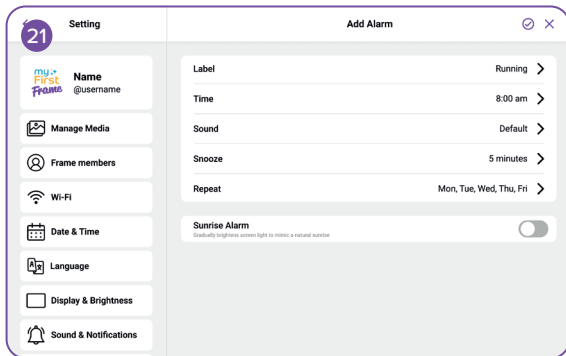 21
Setting
Add Alarm
my
First
Frame
Name
@username
Manage Media
Frame members
Wi-Fi
Date & Time
Language
Display & Brightness
Sound & Notifications
Label
Running
Time
8:00 am
Sound
Default
Snooze
5 minutes
Repeat
Mon, Tue, Wed, Thu, Fri
Sunrise Alarm
Gradually brightens screen light to mimic a natural sunrise